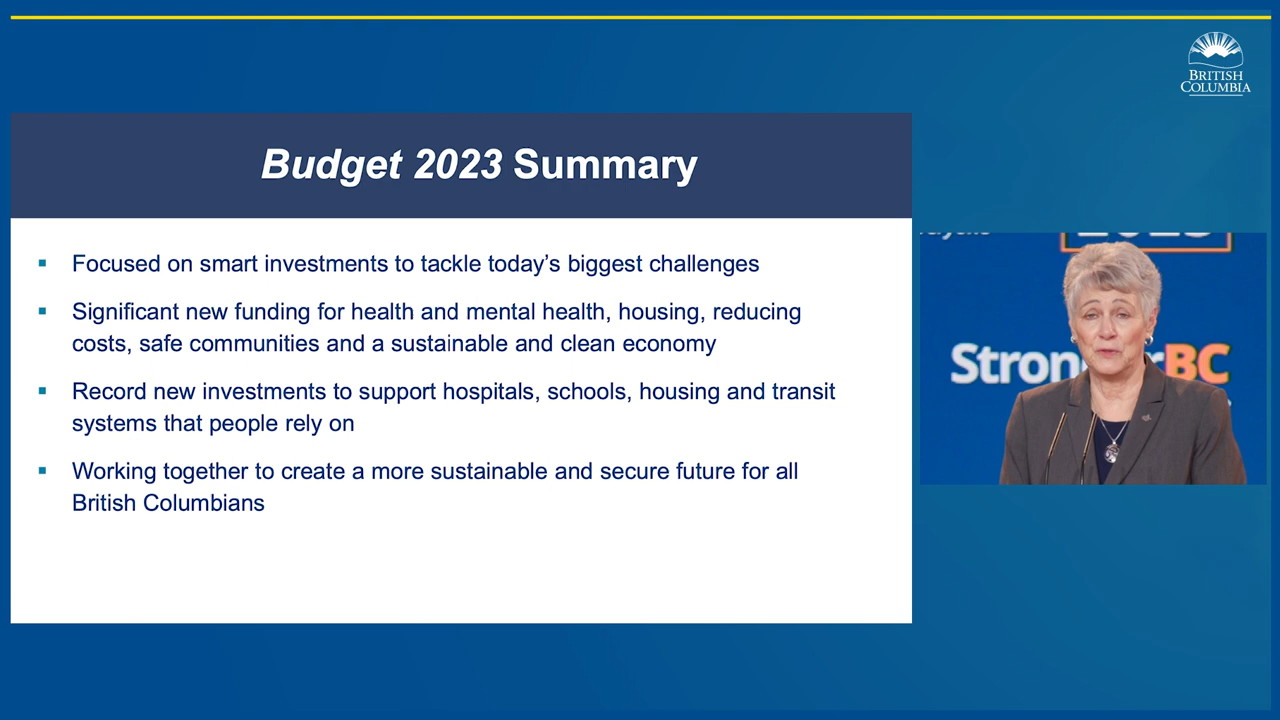 BRITISH
COLUMBIA
Budget 2023 Summary
▪ Focused on smart investments to tackle today’s biggest challenges
▪ Significant new funding for health and mental health, housing, reducing
costs, safe communities and a sustainable and clean economy
▪ Record new investments to support hospitals, schools, housing and transit
systems that people rely on
▪ Working together to create a more sustainable and secure future for all
British Columbians
2023
BC